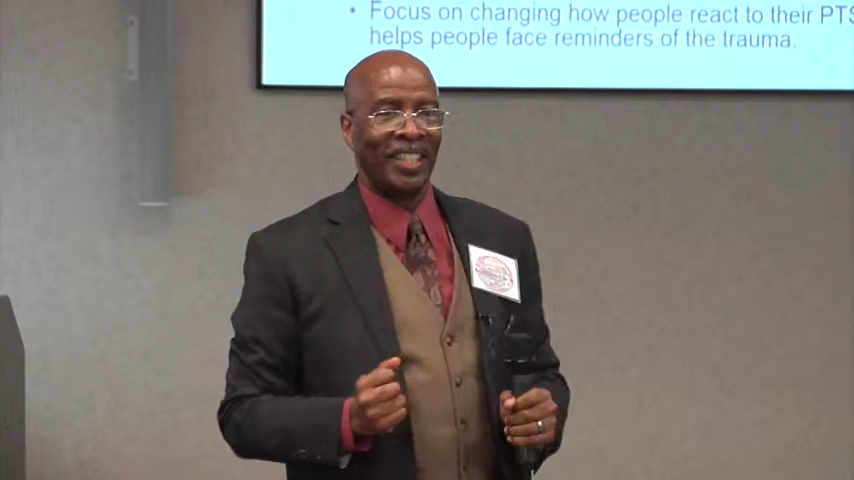 • Focus on changing how people react to their PTS
helps people face reminders of the trauma.